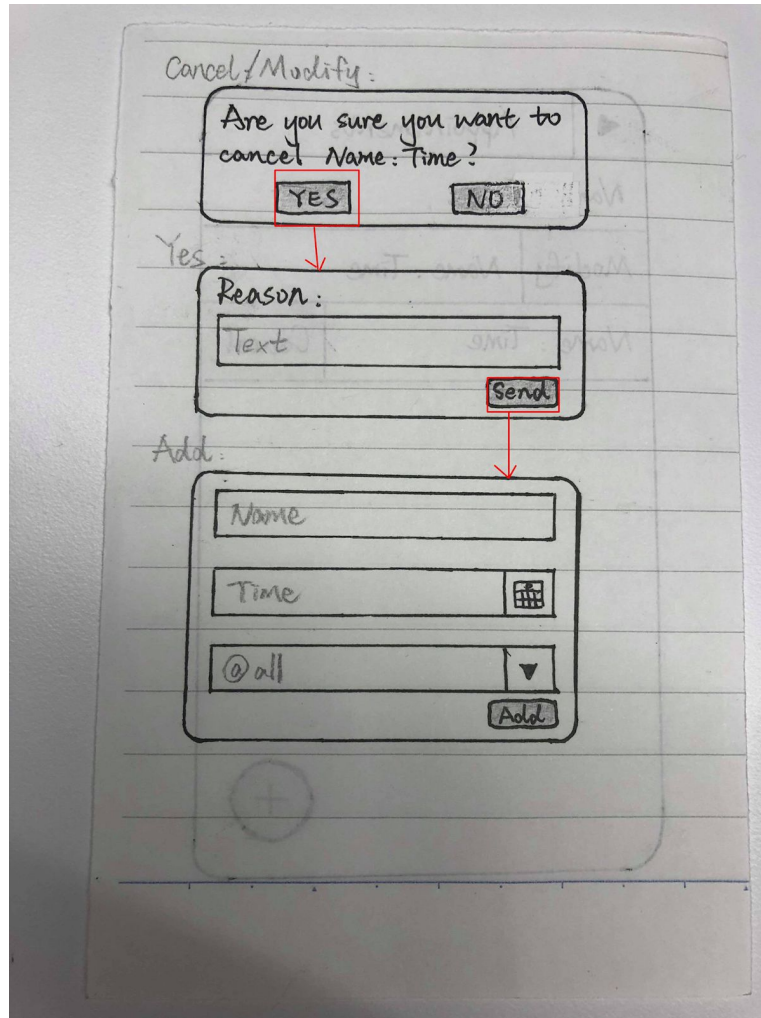 Cancel/Modify:
Are you sure you want to
cancel Name: Time?
YES NO
Yes:
Reason:
Text
Send
Add:
Name
Time
@all
Add